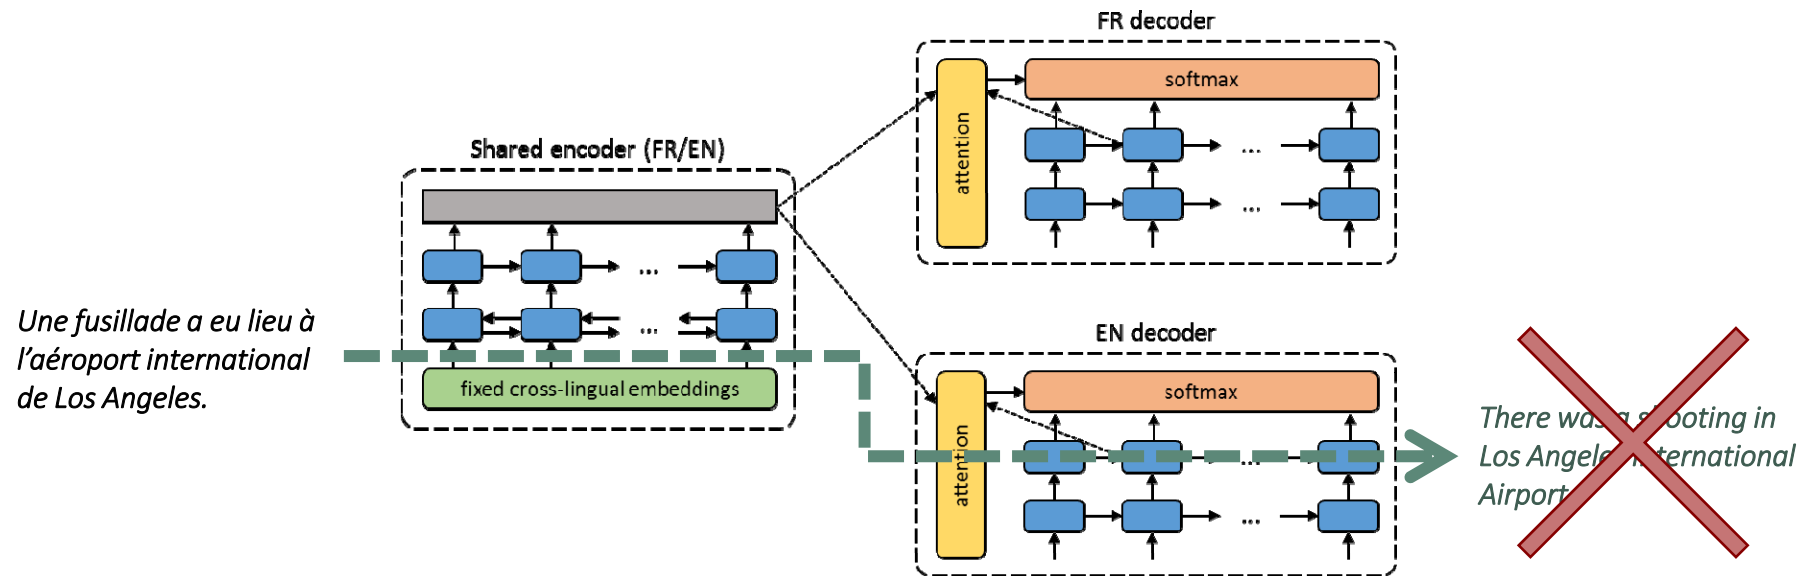 FR decoder
softmax
attention
...
...
Shared encoder (FR/EN)
...
...
fixed cross-lingual embeddings
Une fusillade a eu lieu à
l’aéroport international
de Los Angeles.
EN decoder
softmax
attention
...
...
There was a shooting in
Los Angeles International
Airport